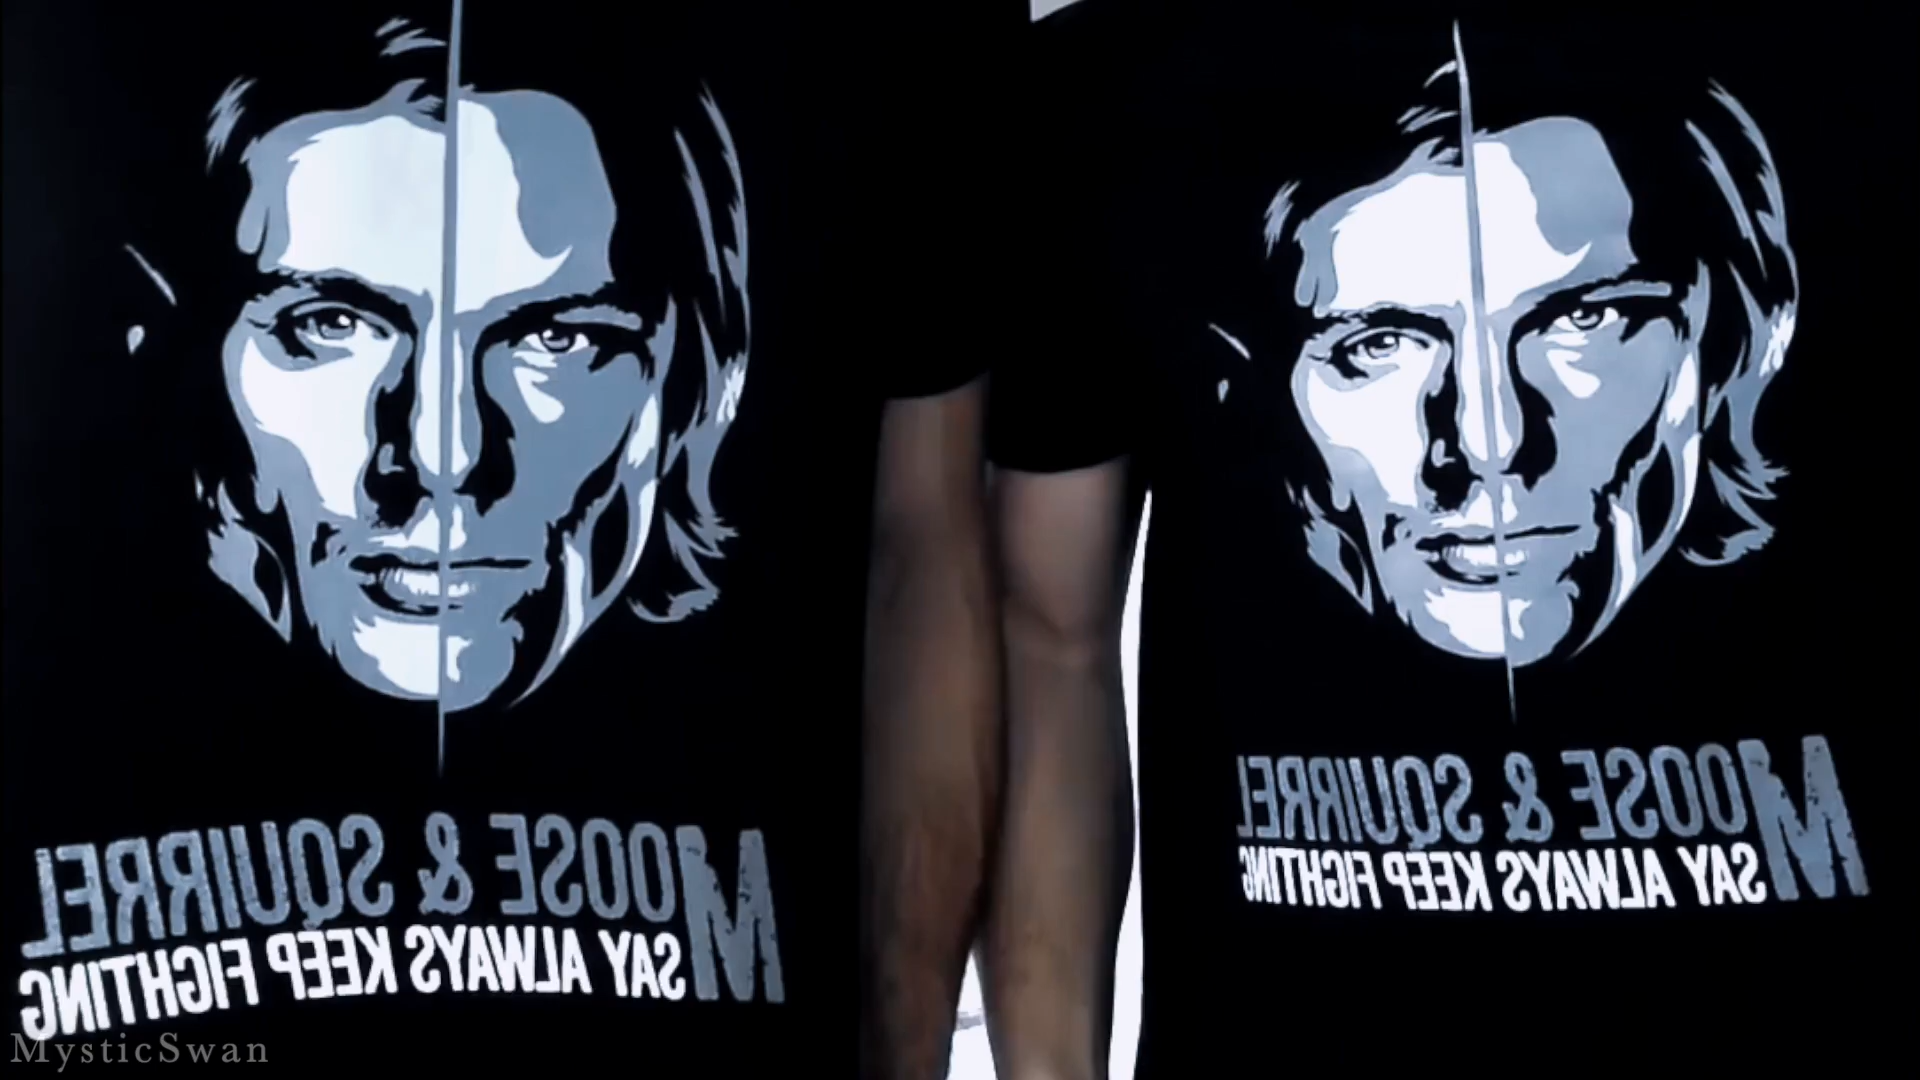 MOOSE & SQUIRREL
SAY ALWAYS KEEP FIGHTING
MOOSE & SQUIRREL
SAY ALWAYS KEEP FIGHTING
MysticSwan